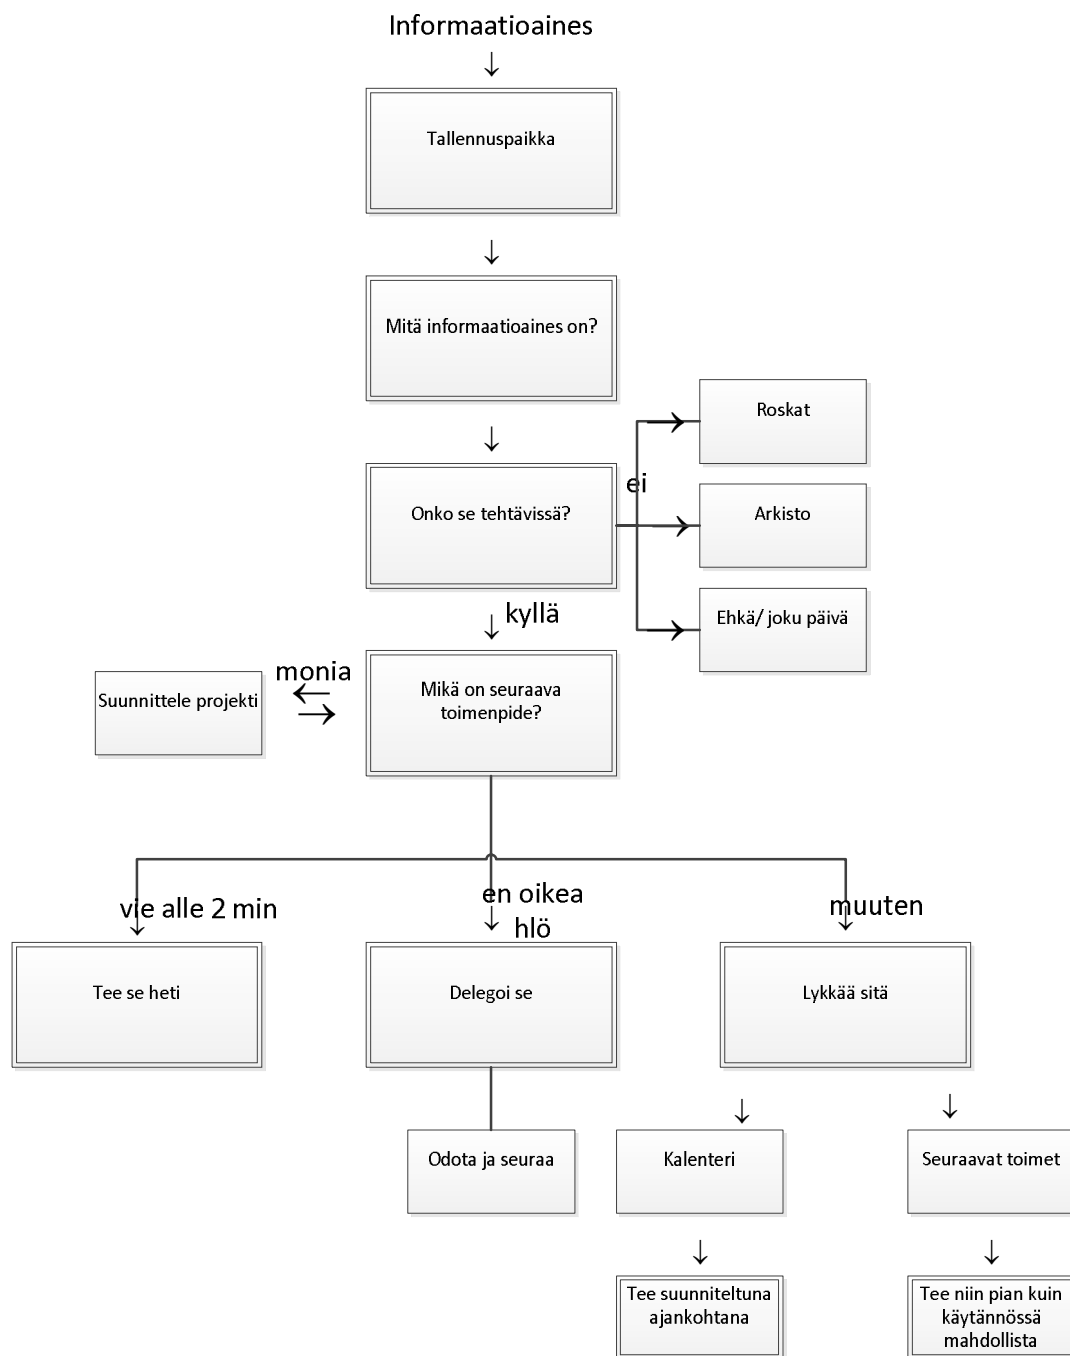 Informaatioaines
Tallennuspaikka
Mitä informaatioaines on?
Roskat
ei
Onko se tehtävissä?
Arkisto
kyllä
Ehkä/ joku päivä
monia
Suunnittele projekti
Mikä on seuraava
toimenpide?
vie alle 2 min
en oikea
hlö
muuten
Tee se heti
Delegoi se
Lykkää sitä
Odota ja seuraa
Kalenteri
Seuraavat toimet
Tee suunniteltuna
ajankohtana
Tee niin pian kuin
käytännössä
mahdollista